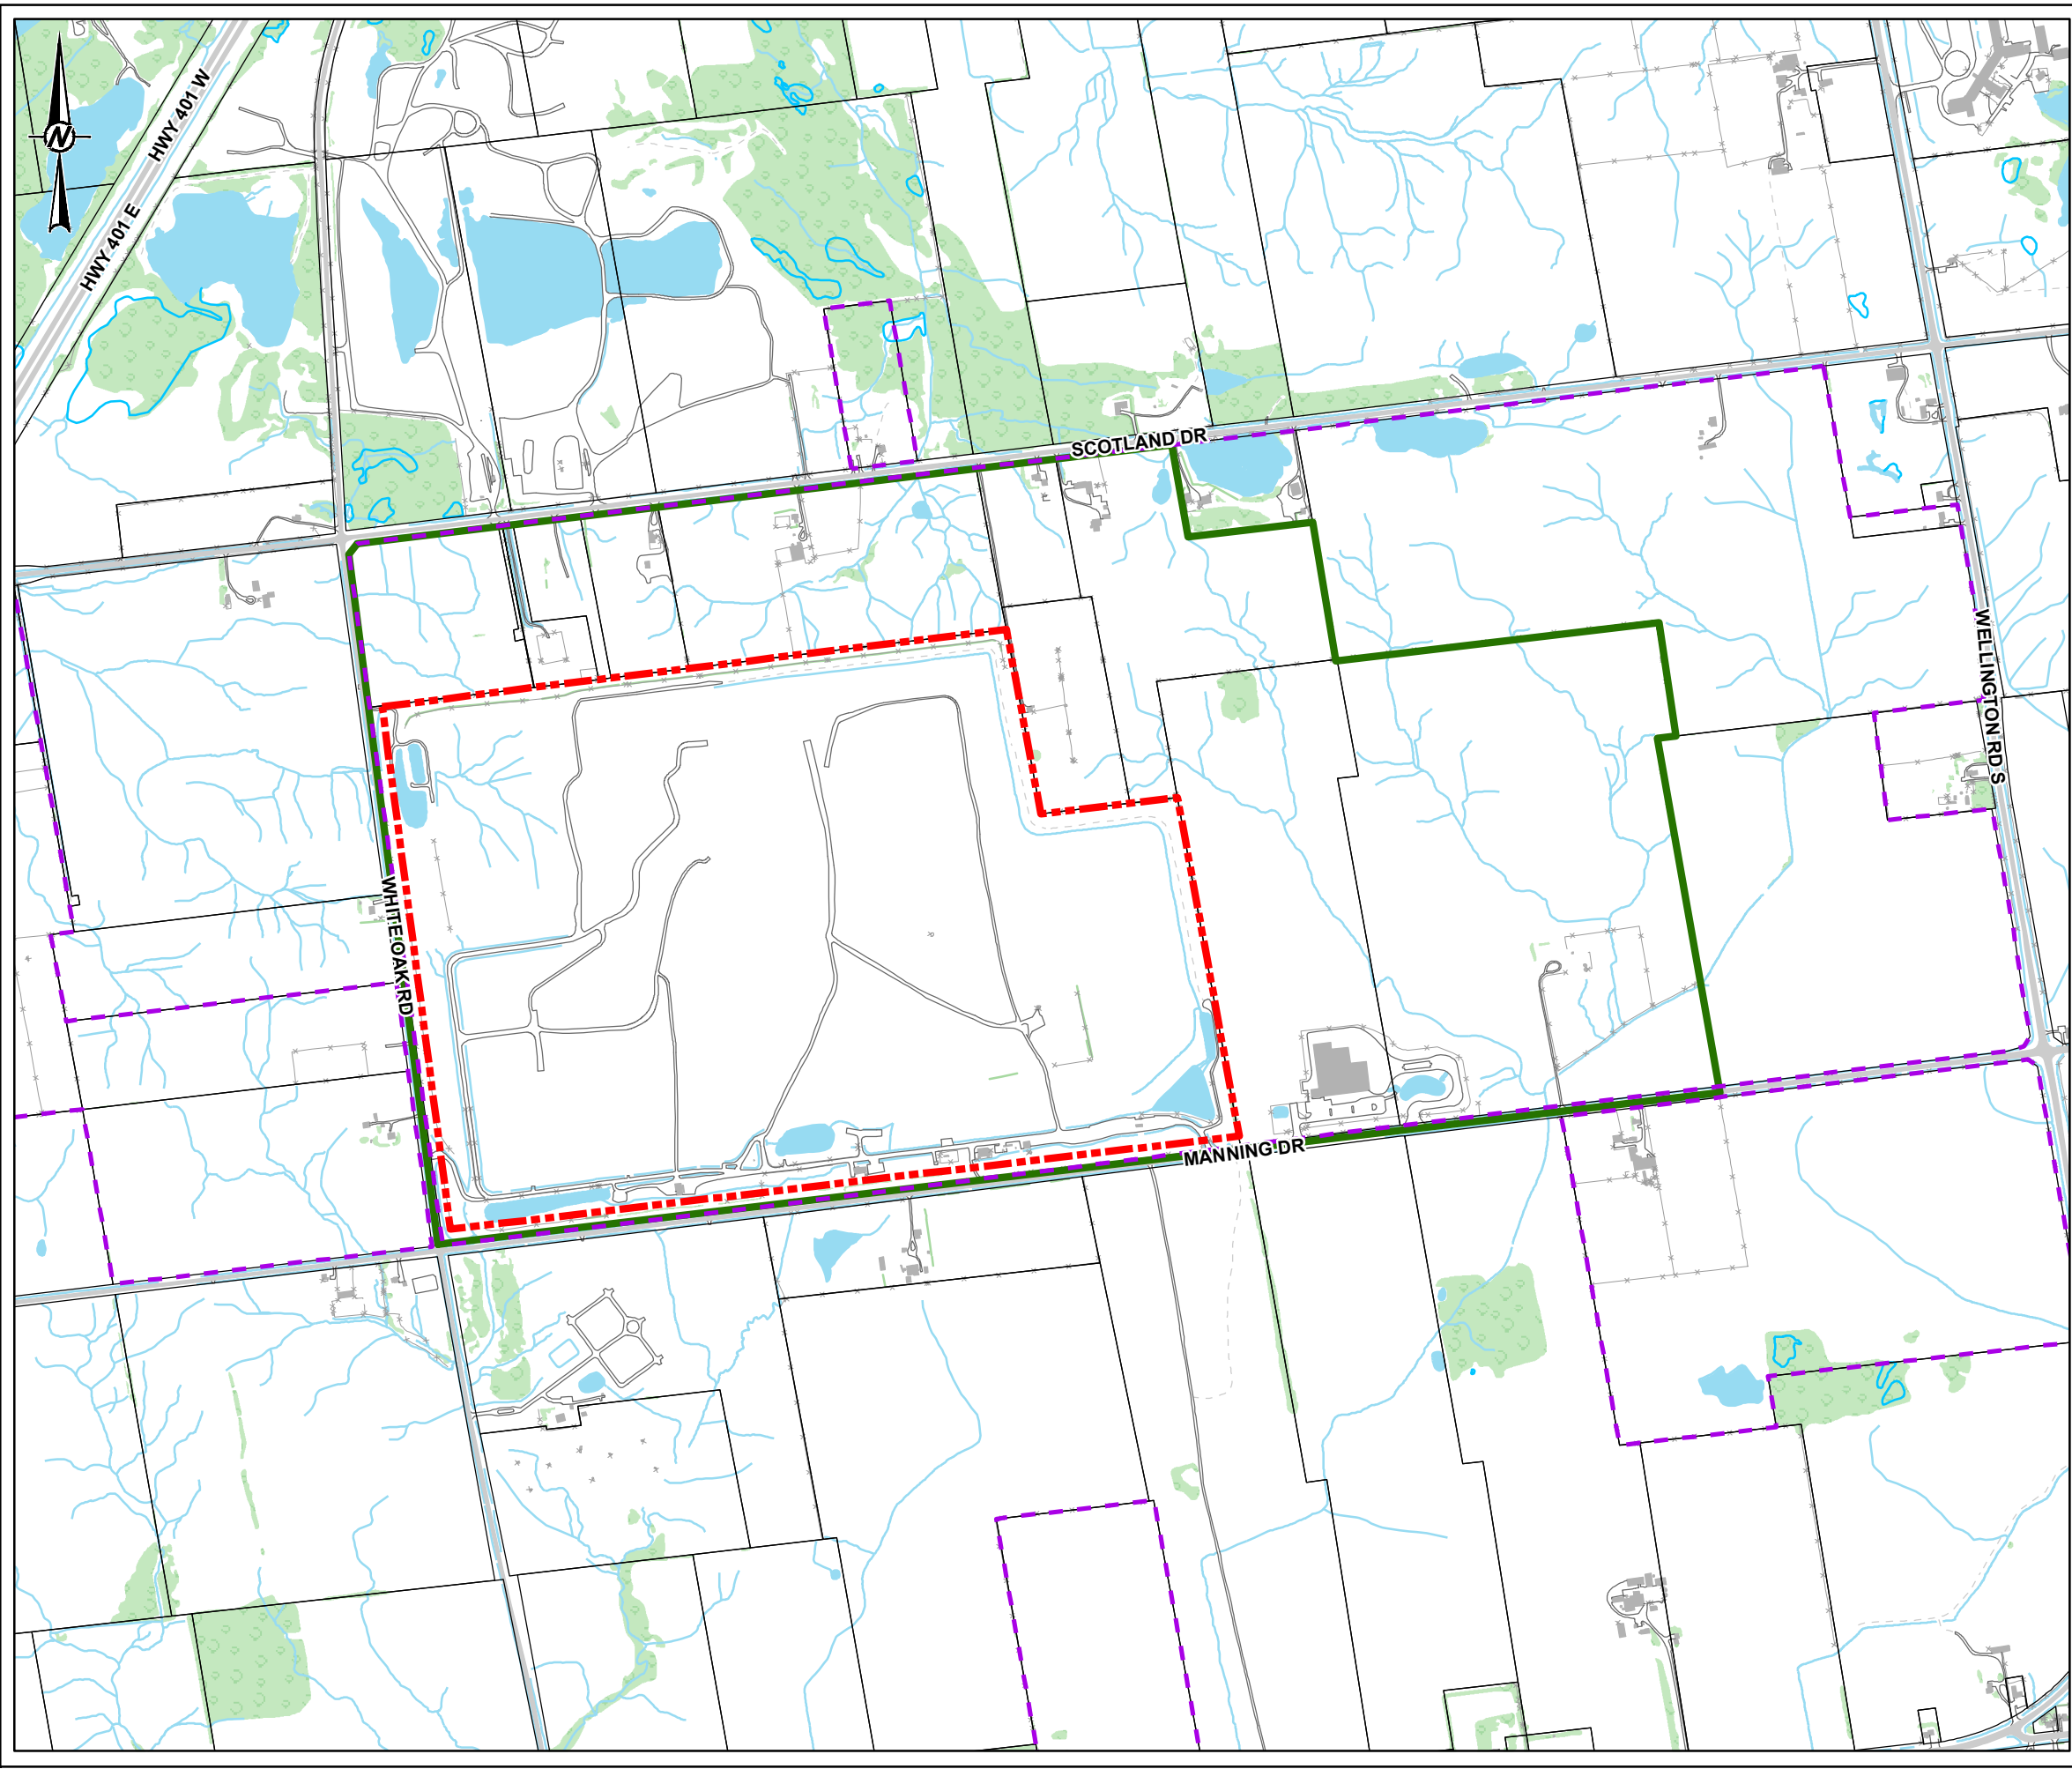 HWY 401 W
N
HWY 401 E
SCOTLAND DR
WELLINGTON RD S
WHITE OAK RD
MANNING DR